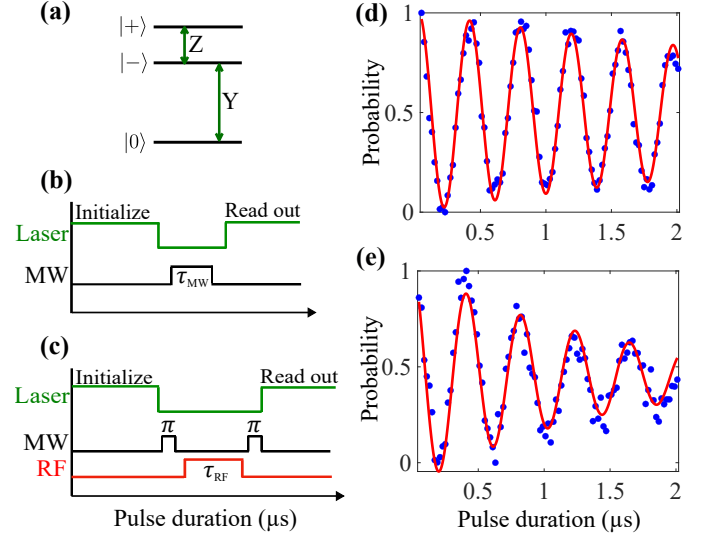 (a)
|+⟩
Z
|−⟩
Y
|0⟩
(b)
Initialize
Read out
Laser
MW
τMW
(c)
Initialize
Read out
Laser
π
π
MW
RF
τRF
Pulse duration (µs)
(d)
Probability
1
0.5
0
0.5
1
1.5
2
(e)
Probability
1
0.5
0
0.5
1
1.5
2
Pulse duration (µs)